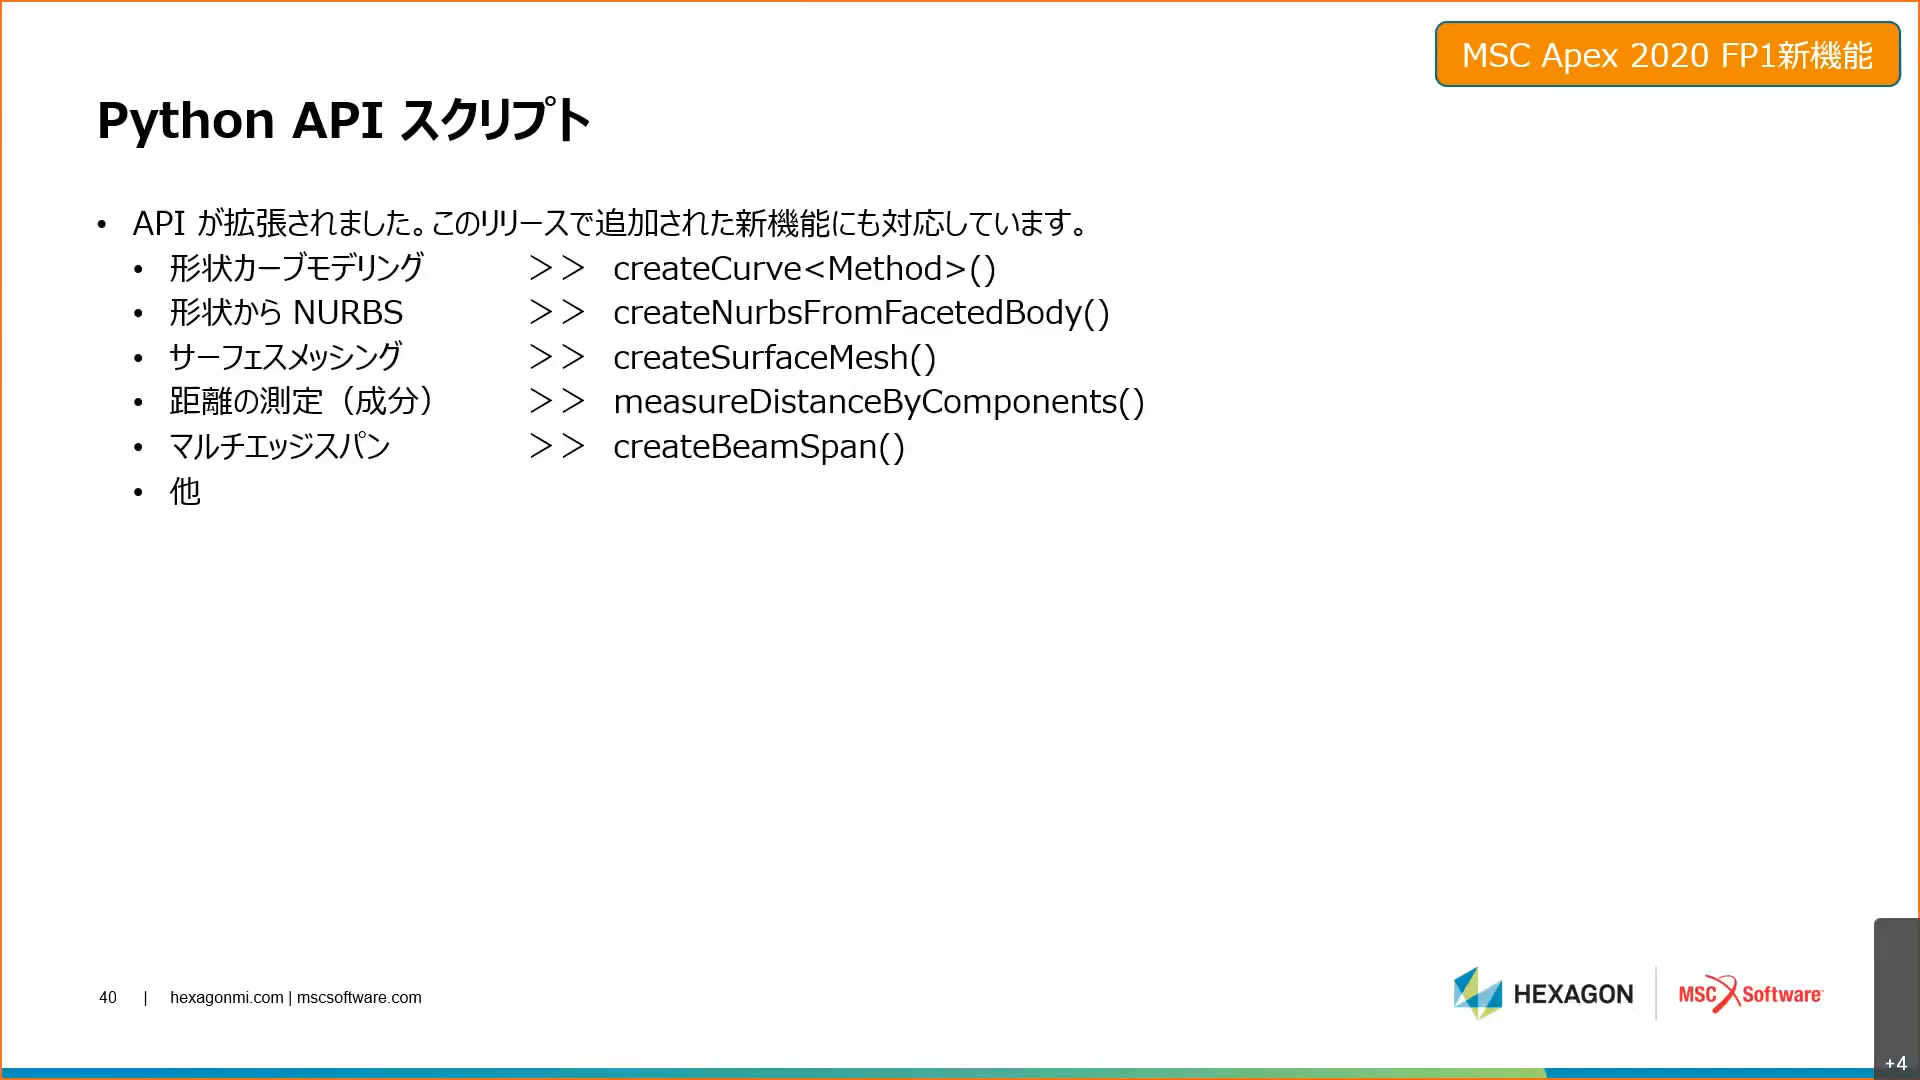 MSC Apex 2020 FP1新機能
Python API スクリプト
• API が拡張されました。このリリースで追加された新機能にも対応しています。
• 形状カーブモデリング >> createCurve<Method>()
• 形状から NURBS >> createNurbsFromFacetedBody()
• サーフェスメッシング >> createSurfaceMesh()
• 距離の測定（成分） >> measureDistanceByComponents()
• マルチエッジスパン >> createBeamSpan()
• 他
40 | hexagonmi.com | mscsoftware.com
HEXAGON
MSC Software
+4